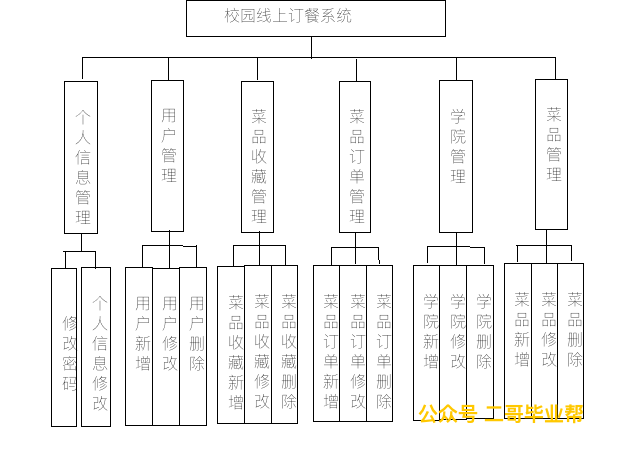 校园线上订餐系统
个人信息管理
用户管理
菜品收藏管理
菜品订单管理
学院管理
菜品管理
修改密码
个人信息修改
用户新增
用户修改
用户删除
菜品收藏新增
菜品收藏修改
菜品收藏删除
菜品订单新增
菜品订单修改
菜品订单删除
学院新增
学院修改
学院删除
菜品新增
菜品修改
菜品删除
公众号 二哥毕业帮